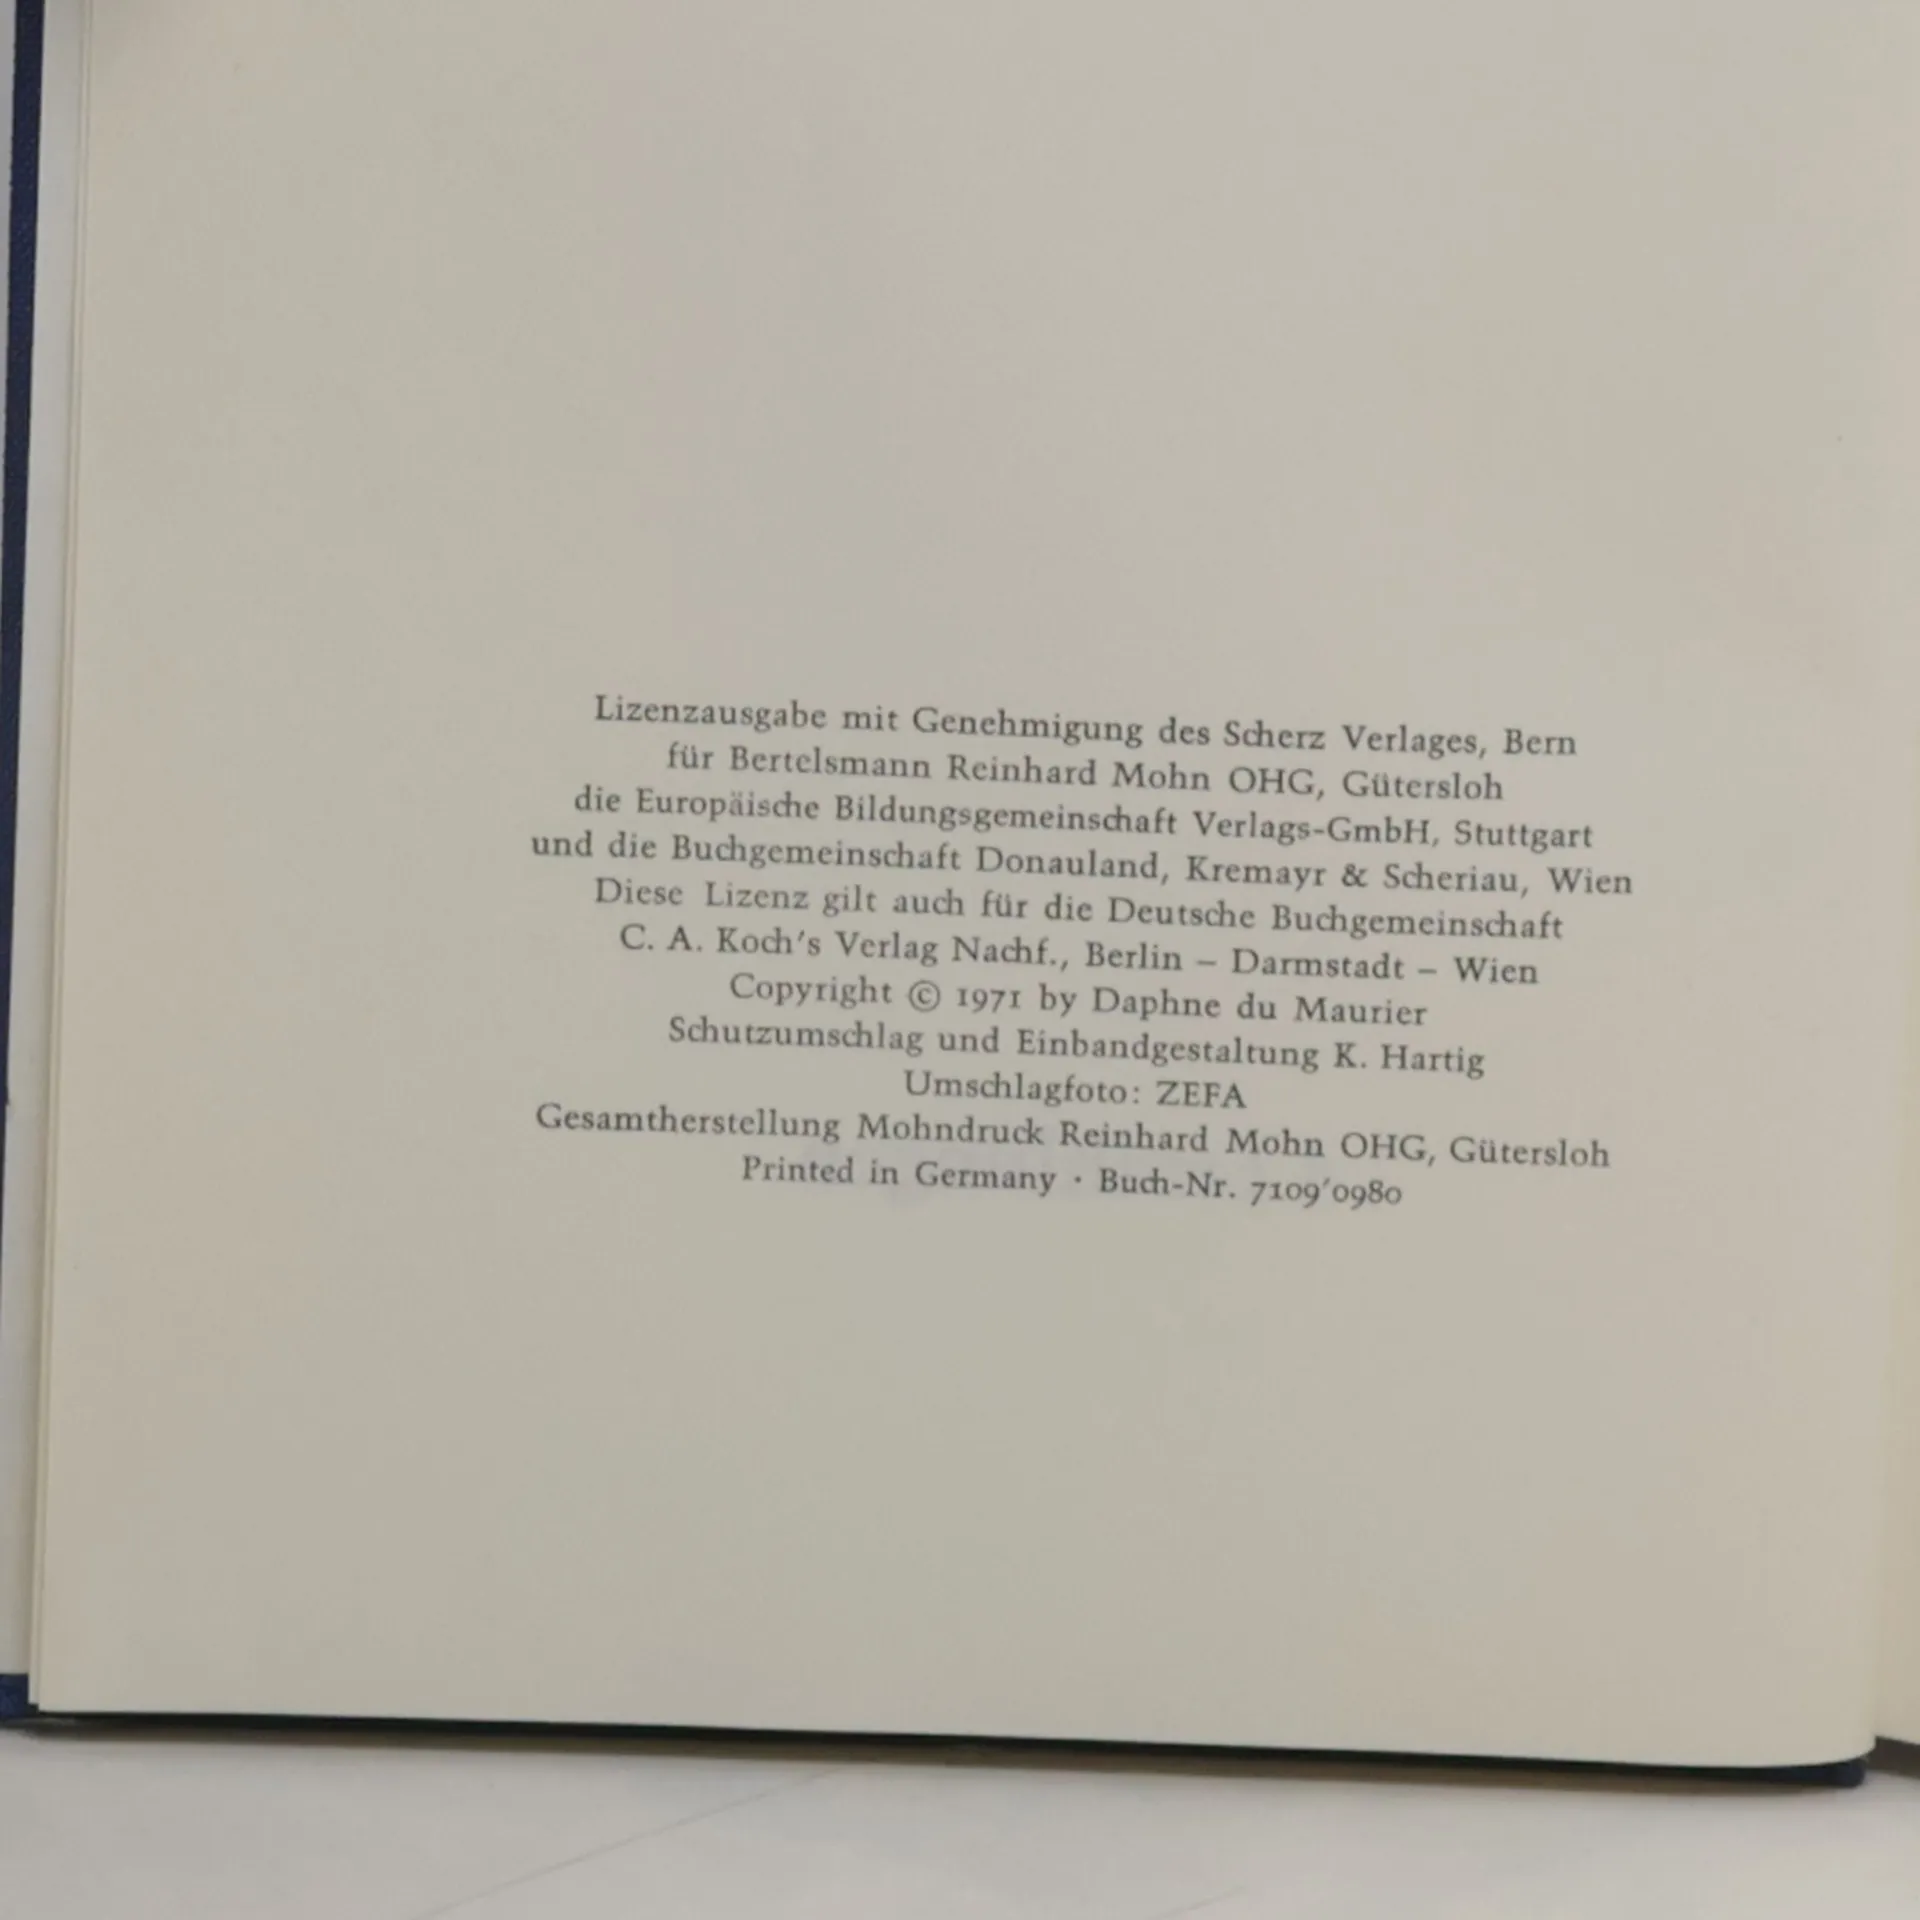 Lizenzausgabe mit Genehmigung des Scherz Verlages, Bern
für Bertelsmann Reinhard Mohn OHG, Gütersloh
die Europäische Bildungsgemeinschaft Verlags-GmbH, Stuttgart
und die Buchgemeinschaft Donauland, Kremayr & Scheriau, Wien
Diese Lizenz gilt auch für die Deutsche Buchgemeinschaft
C. A. Koch's Verlag Nachf., Berlin – Darmstadt – Wien
Copyright © 1971 by Daphne du Maurier
Schutzumschlag und Einbandgestaltung K. Hartig
Umschlagfoto: ZEFA
Gesamtherstellung Mohndruck Reinhard Mohn OHG, Gütersloh
Printed in Germany · Buch-Nr. 7109'0980